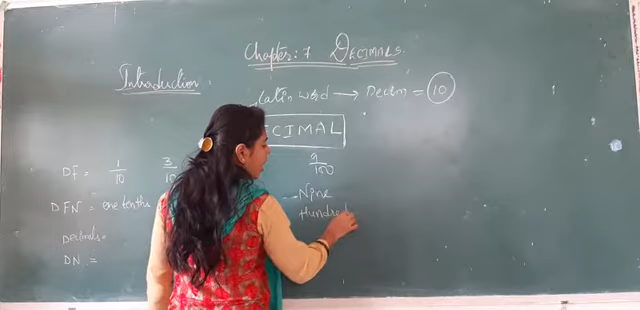 Chapter: 7 DECIMALS
Introduction
Latin word → Decem = 10
ECIMAL
DF = 1/10 3/10 9/100
DFN = one tenths
Nine
Hundred
Decimals =
DN =